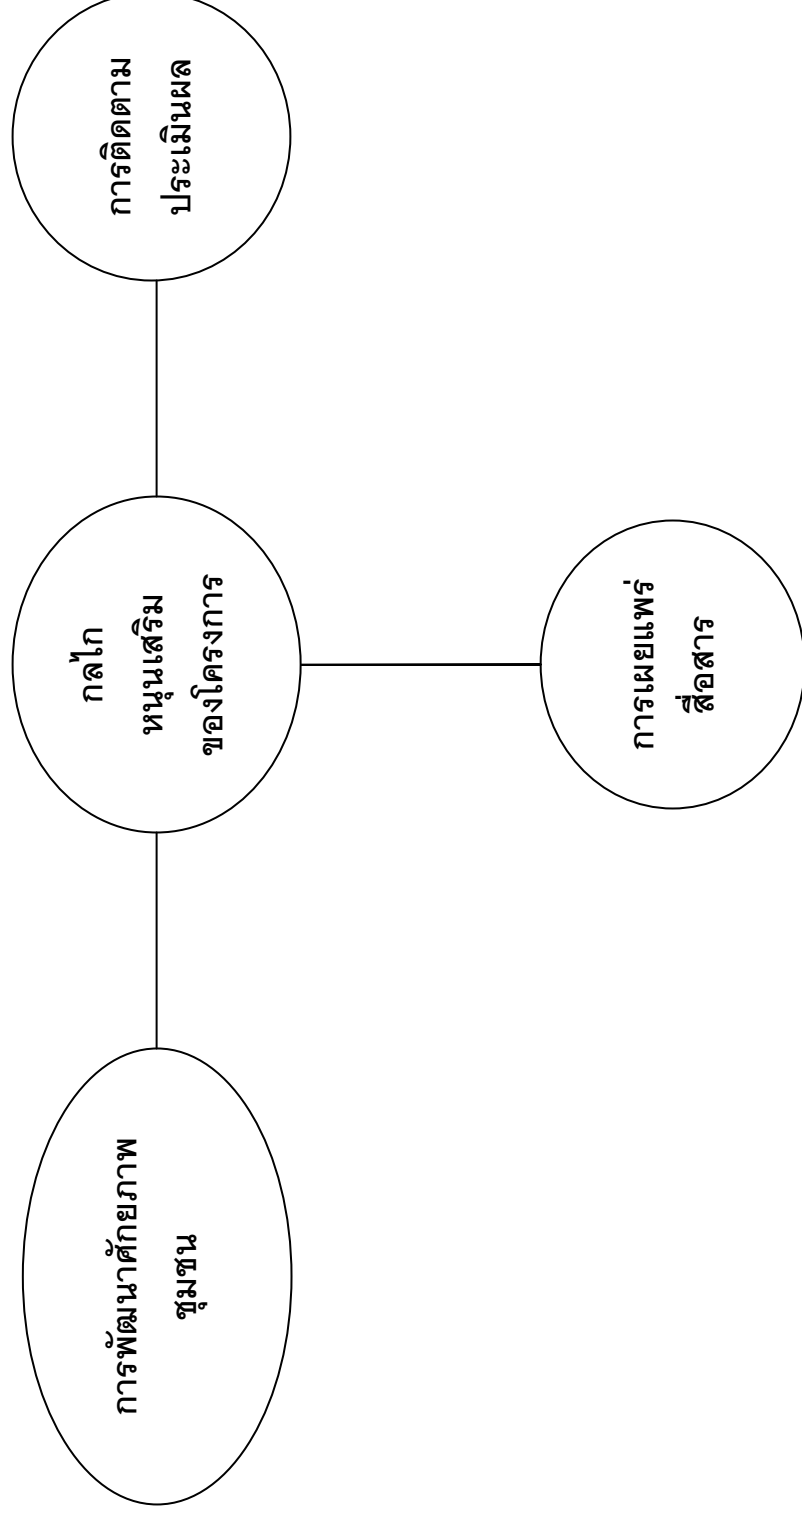 การพัฒนาศักยภาพ
ชุมชน
กลไก
หนุนเสริม
ของโครงการ
การติดตาม
ประเมินผล
การเผยแพร่
สื่อสาร